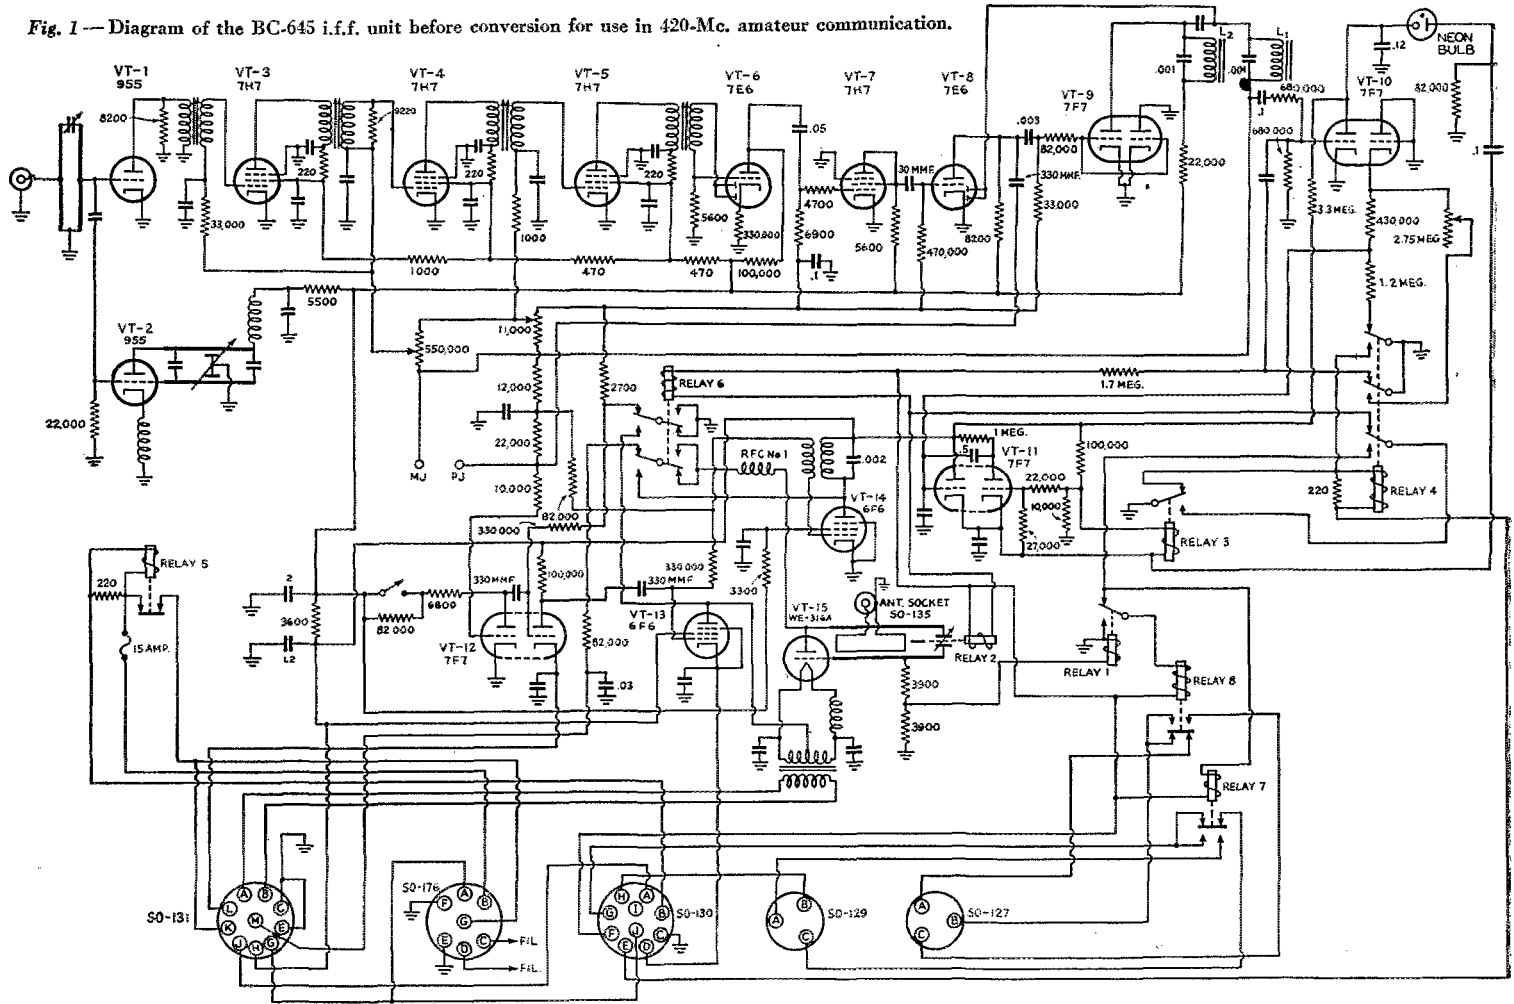 Fig. 1 — Diagram of the BC-645 i.f.f. unit before conversion for use in 420-Mc. amateur communication.
VT-1
955
VT-3
7H7
VT-4
7H7
VT-5
7H7
VT-6
7E6
VT-7
7H7
VT-8
7E6
VT-9
7F7
L2
L1
.001
.001
.12
NEON
BULB
VT-10
7F7
8200
220
9220
220
220
.05
30 MMF.
.003
82,000
330 MMF.
.1
680,000
680,000
82,000
.1
33,000
1000
5600
330,000
4700
6900
5600
470,000
8200
33,000
22,000
3.3 MEG.
430,000
2.75 MEG
1000
470
470
100,000
.1
1.2 MEG.
5500
VT-2
955
22,000
550,000
11,000
12,000
22,000
10,000
2700
RELAY 6
1.7 MEG.
MJ
PJ
82,000
330 000
RFC No 1
.002
1 MEG.
.5
VT-11
7F7
100,000
22,000
10,000
27,000
220
RELAY 4
RELAY 3
VT-14
6F6
RELAY 5
220
15 AMP.
2
3600
12
82 000
6800
330 MMF
100,000
330 MMF
330 000
3300
VT-12
7F7
VT-13
6F6
82,000
.03
VT-15
WE-316A
ANT. SOCKET
SO-135
RELAY 2
3900
3900
RELAY 1
RELAY 8
RELAY 7
SO-131
A
B
C
E
G
H
J
K
L
M
SO-176
A
B
C
D
E
F
G
FIL
FIL.
SO-130
A
B
C
D
E
F
G
H
I
J
SO-129
A
B
C
SO-127
A
B
C